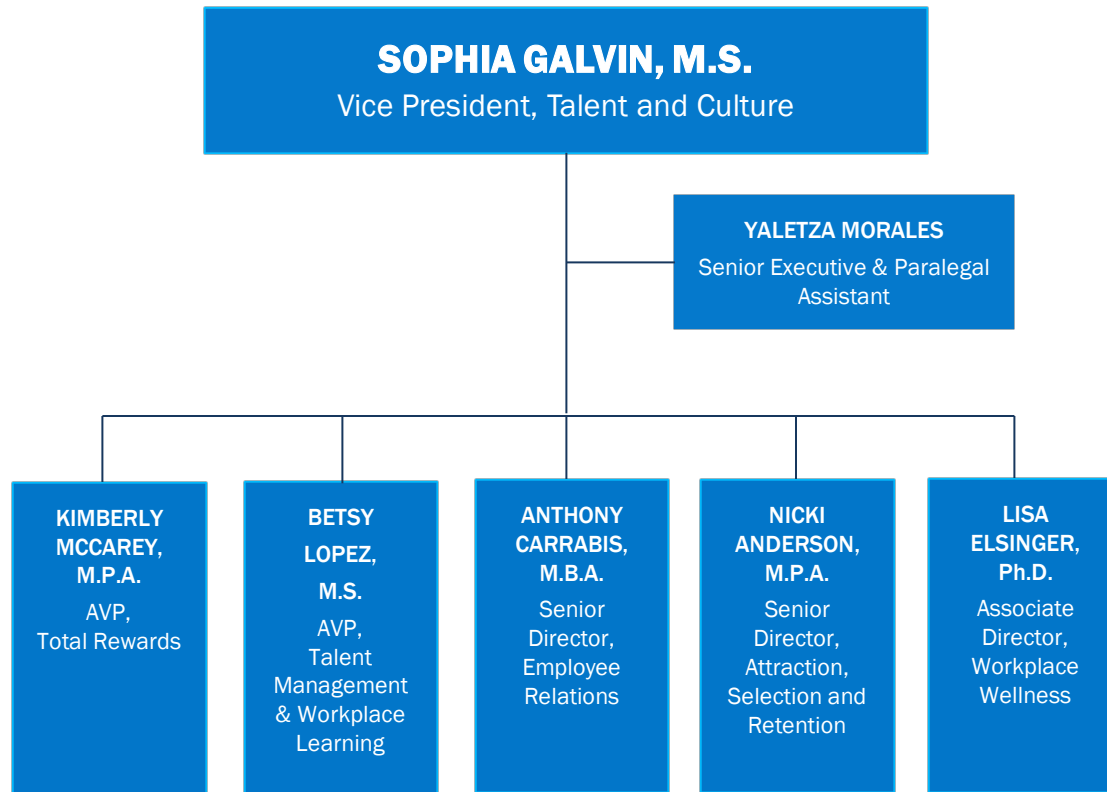 SOPHIA GALVIN, M.S.
Vice President, Talent and Culture
YALETZA MORALES
Senior Executive & Paralegal
Assistant
KIMBERLY
MCCAREY,
M.P.A.
AVP,
Total Rewards
BETSY
LOPEZ,
M.S.
AVP,
Talent
Management
& Workplace
Learning
ANTHONY
CARRABIS,
M.B.A.
Senior
Director,
Employee
Relations
NICKI
ANDERSON,
M.P.A.
Senior
Director,
Attraction,
Selection and
Retention
LISA
ELSINGER,
Ph.D.
Associate
Director,
Workplace
Wellness